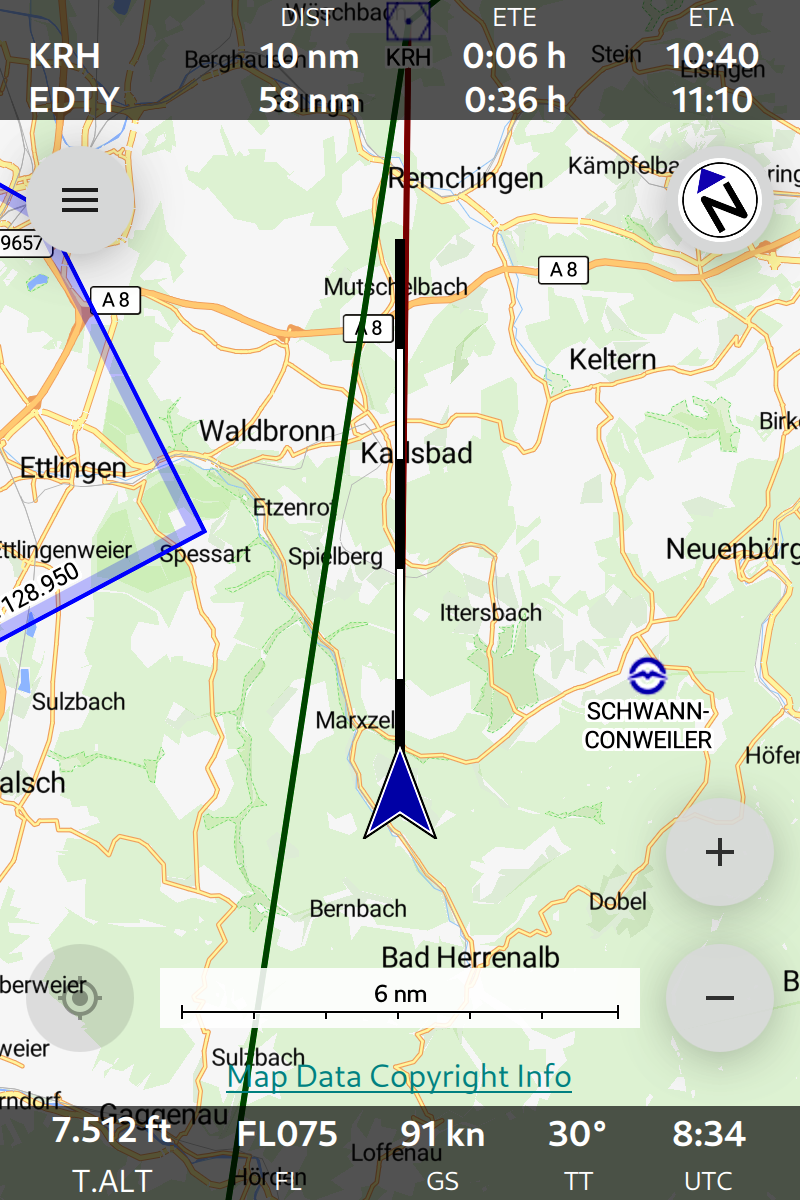 Wöschbach
DIST ETE ETA
KRH 10 nm KRH 0:06 h 10:40
Berghausen Stein Eisingen
EDTY 58 nm 0:36 h 11:10
Remchingen Kämpfelba
ring
N
9657
A 8
A 8
Mutschelbach
A 8
Keltern
Birk
Waldbronn
Karlsbad
Ettlingen
Etzenrot
Ettlingenweier Spessart Spielberg Neuenbürg
128.950
Ittersbach
Sulzbach
Marxzel
SCHWANN-
CONWEILER
Höfen
alsch
Bernbach Dobel
Bad Herrenalb
berweier
B
6 nm
weier
Sulzbach
Map Data Copyright Info
rndorf
Gaggenau
7.512 ft FL075 91 kn 30° 8:34
Loffenau
Hörden
T.ALT FL GS TT UTC